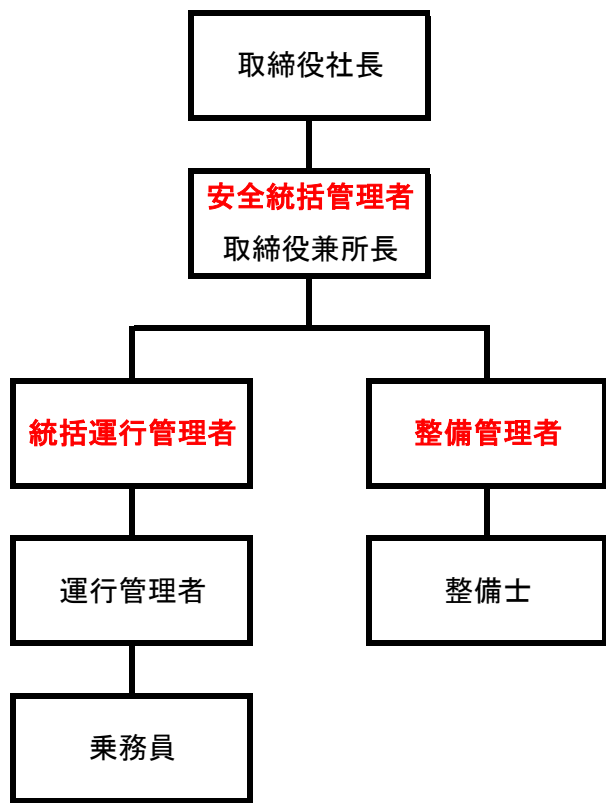 取締役社長
安全統括管理者
取締役兼所長
統括運行管理者
整備管理者
運行管理者
整備士
乗務員